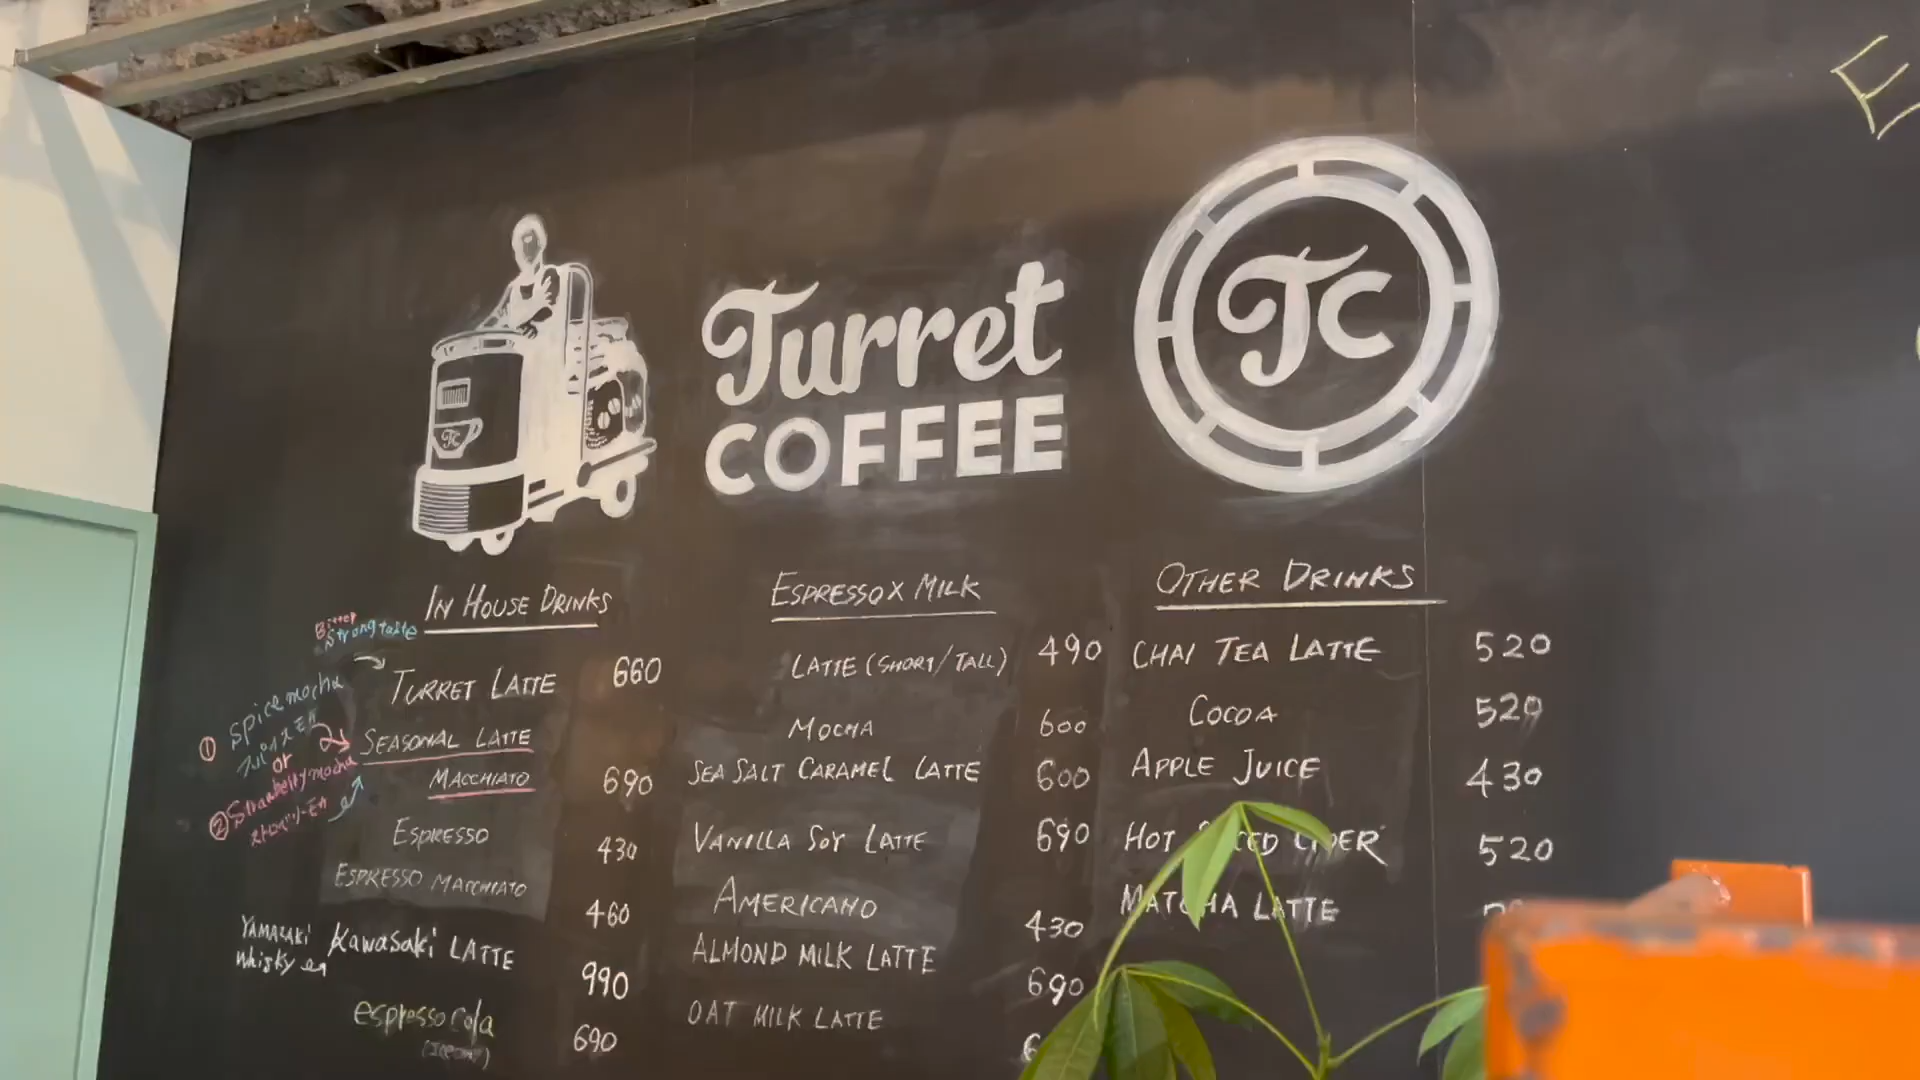 TC
Turret
COFFEE
TC
IN HOUSE DRINKS
Bitter
Strong taste
TURRET LATTE 660
① Spice mocha
or
② Strawberry mocha
SEASONAL LATTE
MACCHIATO 690
ESPRESSO 430
ESPRESSO MACCHIATO 460
YAMAZAKI
Whisky
Kawasaki LATTE 990
espresso cola 690
ESPRESSO X MILK
LATTE (SHORT/TALL) 490
MOCHA 600
SEA SALT CARAMEL LATTE 600
VANILLA SOY LATTE 690
AMERICANO 430
ALMOND MILK LATTE 690
OAT MILK LATTE
OTHER DRINKS
CHAI TEA LATTE 520
COCOA 520
APPLE JUICE 430
HOT 520
MATCHA LATTE